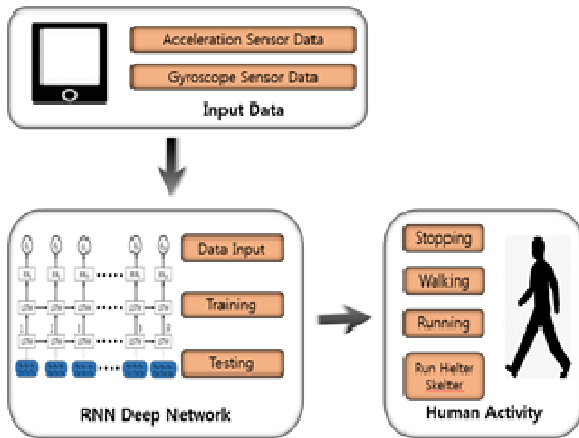 Acceleration Sensor Data
Gyroscope Sensor Data
Input Data
Data Input
Training
Testing
RNN Deep Network
Stopping
Walking
Running
Run Helter
Skelter
Human Activity